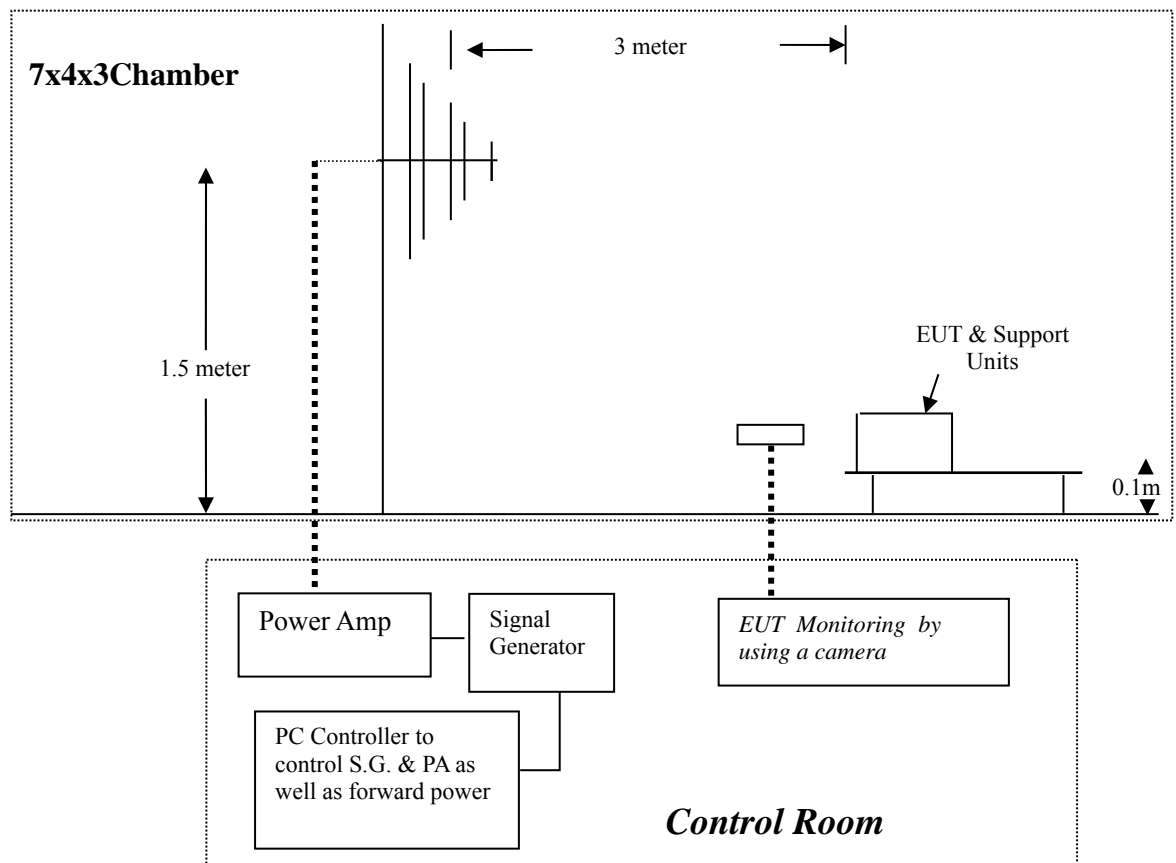 3 meter
7x4x3Chamber
EUT & Support
Units
1.5 meter
0.1m
Power Amp
Signal
Generator
EUT Monitoring by
using a camera
PC Controller to
control S.G. & PA as
well as forward power
Control Room